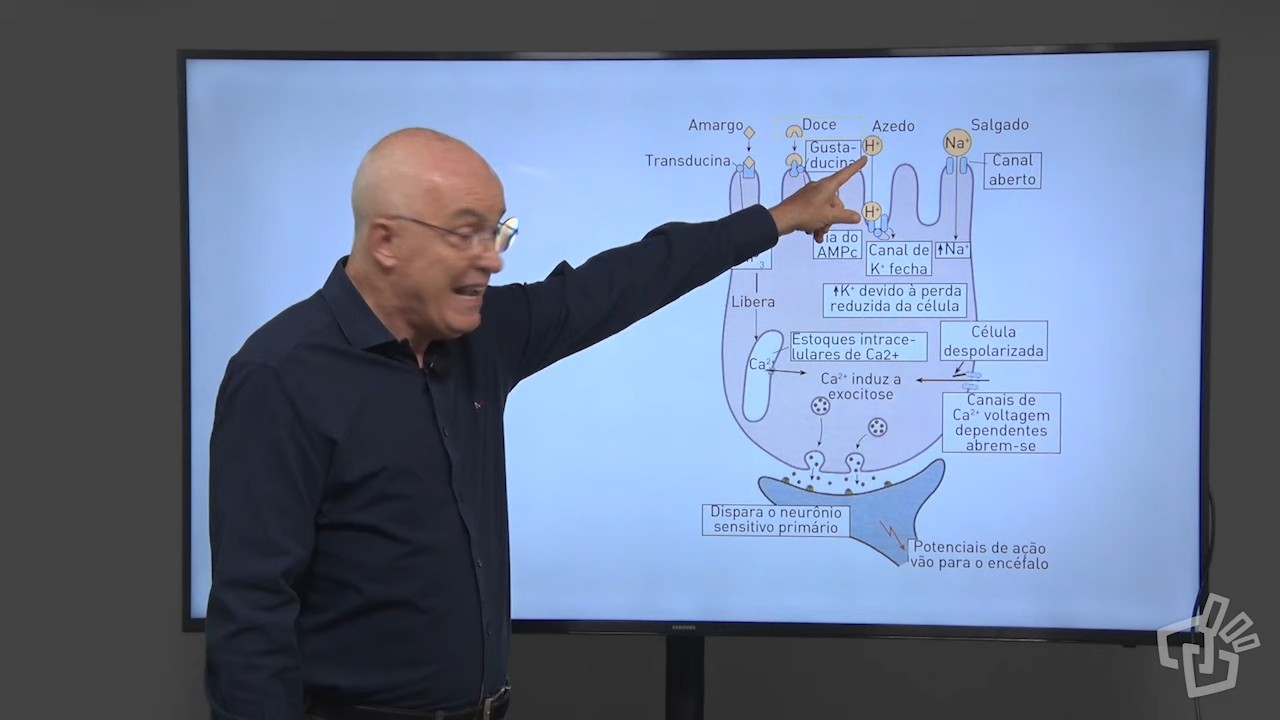 Amargo
Doce
Azedo
Salgado
Transducina
Gusta-
ducina
H⁺
Na⁺
Canal
aberto
H⁺
AMPc
Canal de
K⁺ fecha
↑Na⁺
↑K⁺ devido à perda
reduzida da célula
Libera
Estoques intrace-
lulares de Ca2+
Célula
despolarizada
Ca²⁺ induz a
exocitose
Canais de
Ca²⁺ voltagem
dependentes
abrem-se
Dispara o neurônio
sensitivo primário
Potenciais de ação
vão para o encéfalo
SAMSUNG